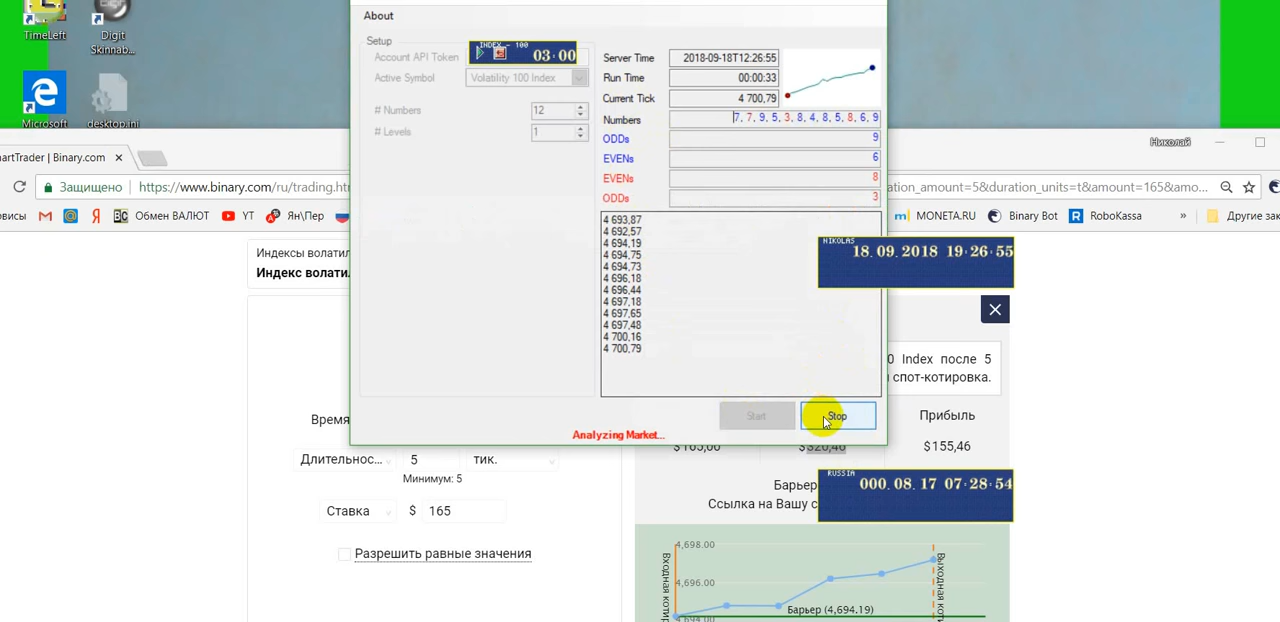 TimeLeft
Digit
Skinnab...
Microsoft
desktop.ini
About
Setup
Account API Token
INDEX - 100
03:00
Active Symbol
Volatility 100 Index
# Numbers
12
# Levels
1
Server Time
2018-09-18T12:26:55
Run Time
00:00:33
Current Tick
4 700,79
Numbers
7, 7, 9, 5, 3, 8, 4, 8, 5, 8, 6, 9
ODDs
9
EVENs
6
EVENs
8
ODDs
3
4 693,87
4 692,57
4 694,19
4 694,75
4 694,73
4 696,18
4 696,44
4 697,18
4 697,65
4 697,48
4 700,16
4 700,79
Start
Stop
Analyzing Market...
Николай
artTrader | Binary.com
Защищено
https://www.binary.com/ru/trading.ht
ation_amount=5&duration_units=t&amount=165&amo...
висы
Обмен ВАЛЮТ
YT
Ян\Пер
MONETA.RU
Binary Bot
RoboKassa
»
Другие зак
NIKOLAS
18.09.2018 19:26:55
Индексы волатил
Индекс волати
0 Index после 5
спот-котировка.
Время
Длительнос...
5
тик.
Минимум: 5
Ставка
$
165
Разрешить равные значения
Прибыль
$165,00
$320,46
$155,46
Барьер
Ссылка на Вашу с
RUSSIA
000.08.17 07:28:54
4,698.00
4,696.00
4,694.00
Входная котир
Выходная кот
Барьер (4,694.19)